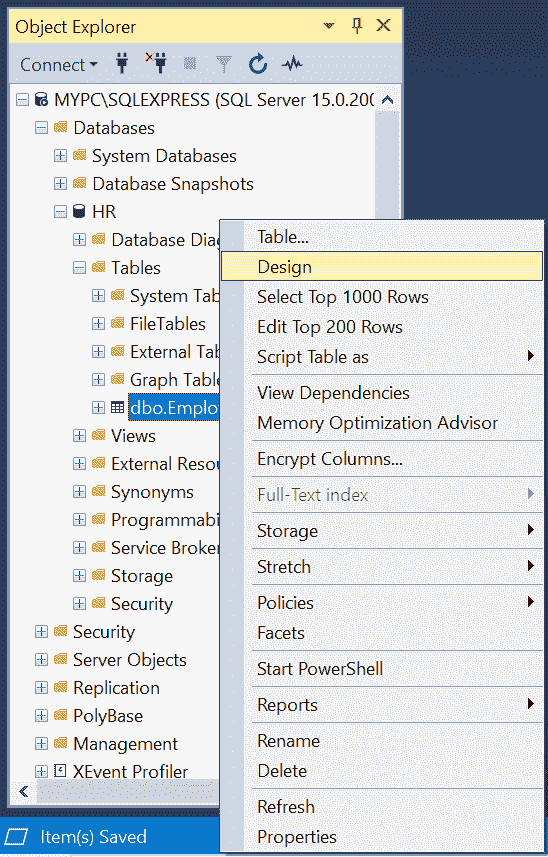 Object Explorer
Connect
MYPC\SQLEXPRESS (SQL Server 15.0.200
Databases
System Databases
Database Snapshots
HR
Database Diag
Tables
System Tab
FileTables
External Tab
Graph Table
dbo.Employ
Views
External Resou
Synonyms
Programmabi
Service Broker
Storage
Security
Security
Server Objects
Replication
PolyBase
Management
XEvent Profiler
Table...
Design
Select Top 1000 Rows
Edit Top 200 Rows
Script Table as
View Dependencies
Memory Optimization Advisor
Encrypt Columns...
Full-Text index
Storage
Stretch
Policies
Facets
Start PowerShell
Reports
Rename
Delete
Refresh
Properties
Item(s) Saved